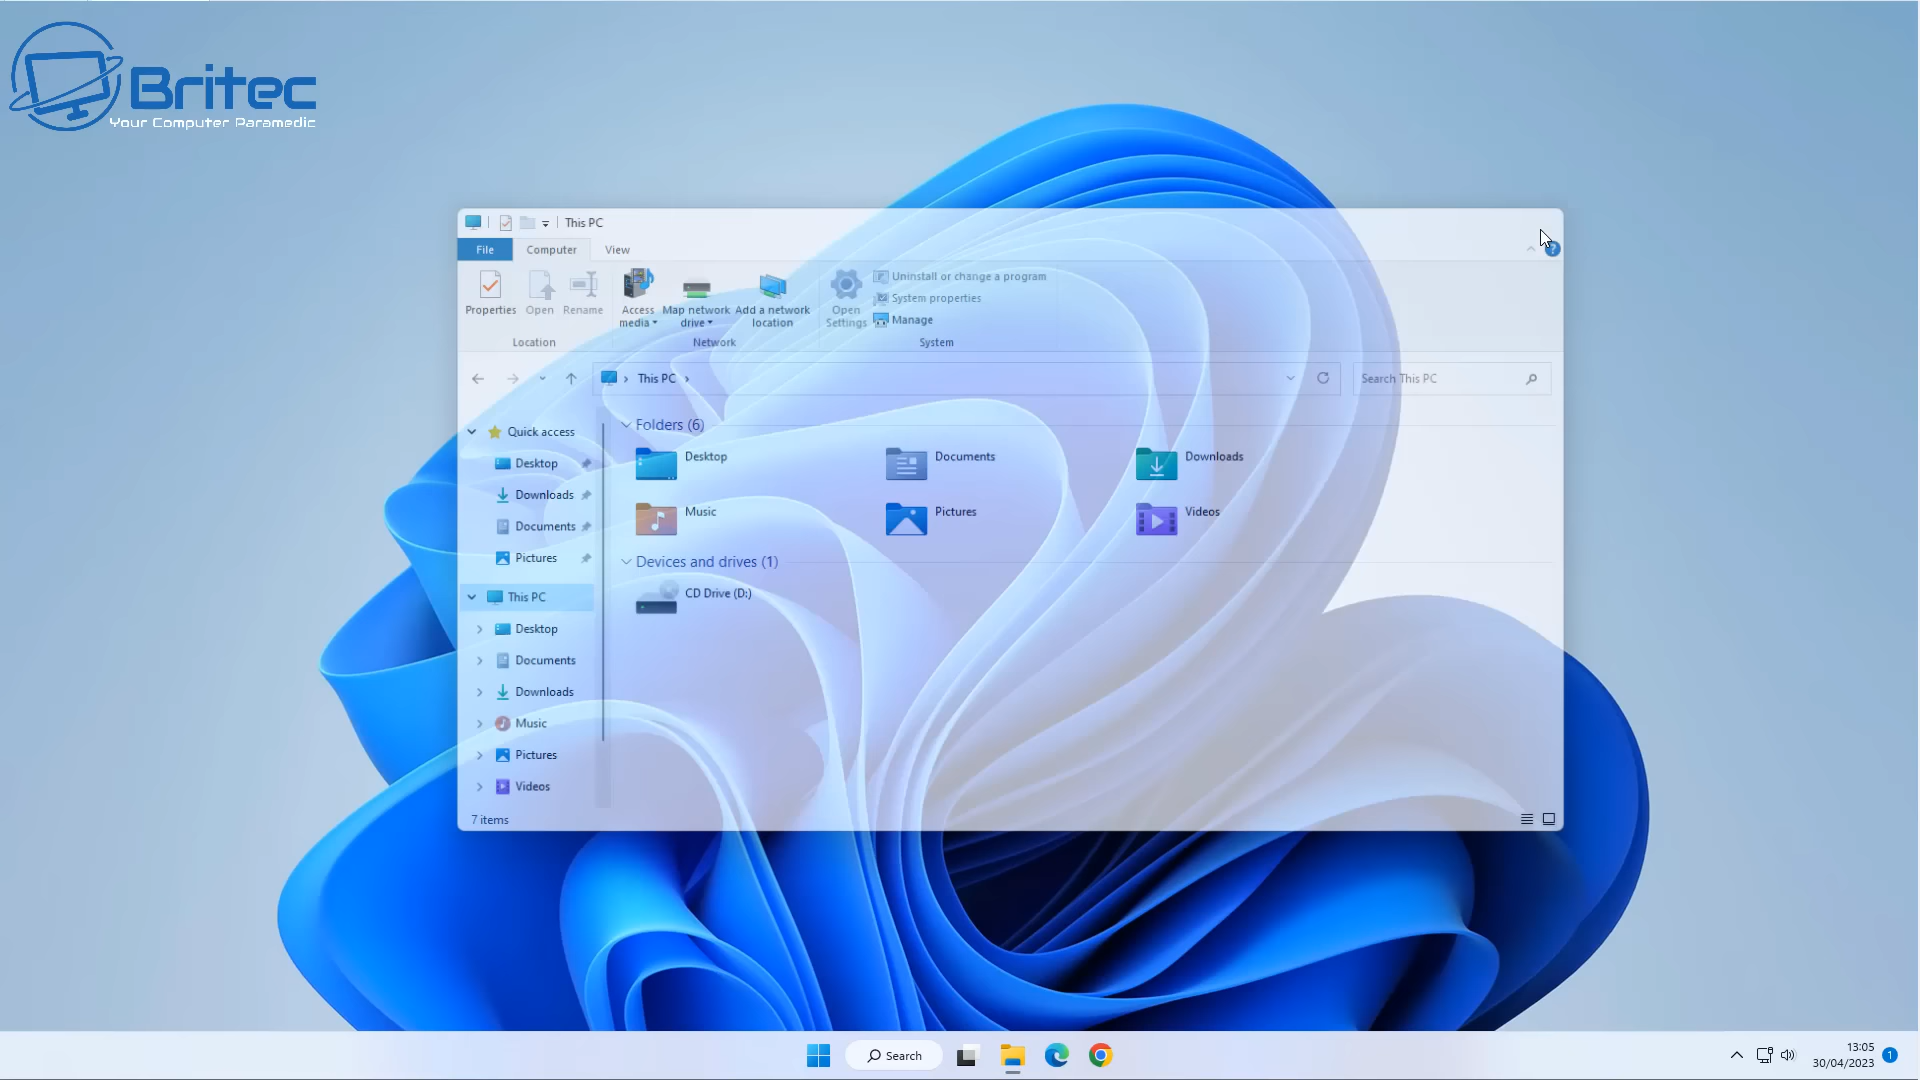 Britec
Your Computer Paramedic
This PC
File
Computer
View
Properties
Open
Rename
Access
media
Map network
drive
Add a network
location
Open
Settings
Uninstall or change a program
System properties
Manage
Location
Network
System
This PC
Search This PC
Quick access
Desktop
Downloads
Documents
Pictures
This PC
Desktop
Documents
Downloads
Music
Pictures
Videos
Folders (6)
Desktop
Documents
Downloads
Music
Pictures
Videos
Devices and drives (1)
CD Drive (D:)
7 items
Search
13:05
30/04/2023
1